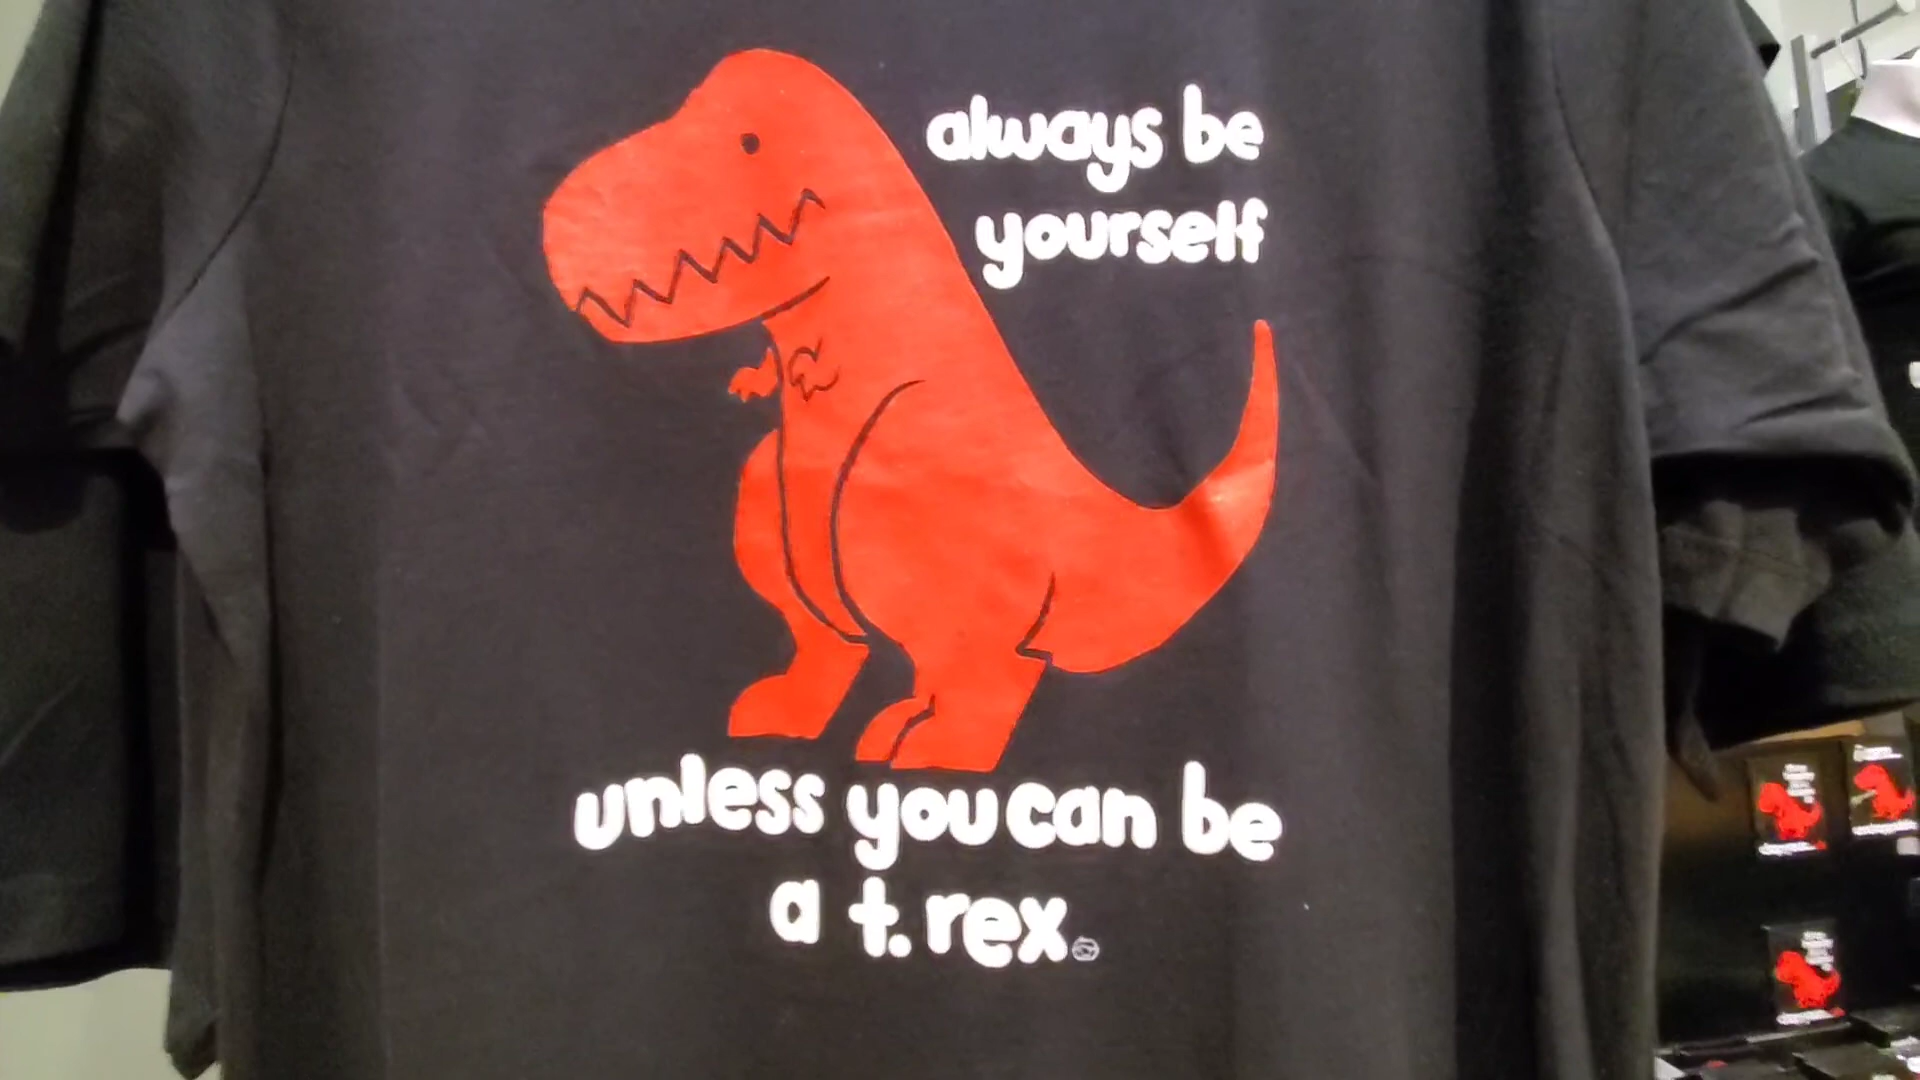 always be
yourself
unless you can be
a t.rex